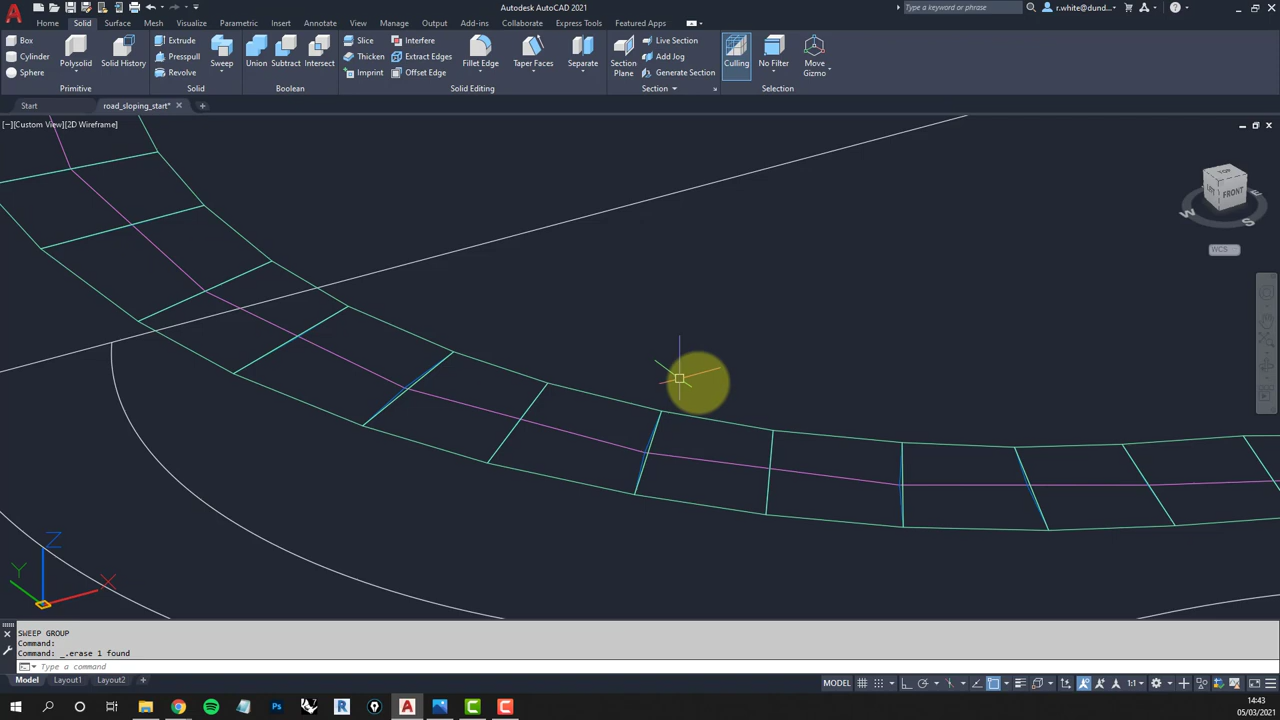 Autodesk AutoCAD 2021
Type a keyword or phrase
r.white@dund...
Home Solid Surface Mesh Visualize Parametric Insert Annotate View Manage Output Add-ins Collaborate Express Tools Featured Apps
Box Cylinder Sphere
Polysolid
Solid History
Primitive
Extrude Presspull Revolve
Sweep
Solid
Union Subtract Intersect
Boolean
Slice Thicken Imprint
Interfere Extract Edges Offset Edge
Fillet Edge
Taper Faces
Separate
Solid Editing
Section Plane
Live Section Add Jog Generate Section
Section
Culling
No Filter
Move Gizmo
Selection
Start
road_sloping_start*
[−][Custom View][2D Wireframe]
TOP
LEFT FRONT
W S E
WCS
Z
Y
X
SWEEP GROUP
Command:
Command: _.erase 1 found
Type a command
Model Layout1 Layout2
MODEL
1:1
14:43
05/03/2021